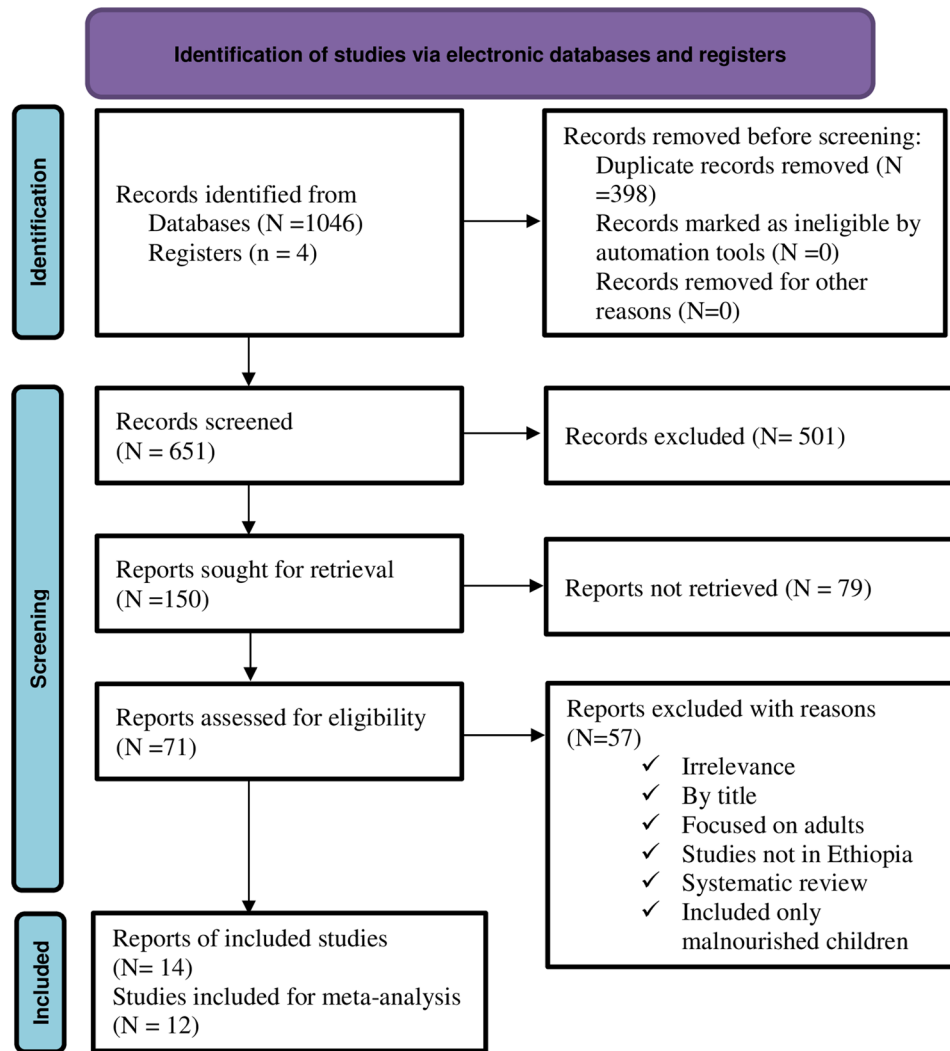 Identification of studies via electronic databases and registers
Identification
Records identified from
Databases (N =1046)
Registers (n = 4)
Records removed before screening:
Duplicate records removed (N
=398)
Records marked as ineligible by
automation tools (N =0)
Records removed for other
reasons (N=0)
Screening
Records screened
(N = 651)
Records excluded (N= 501)
Reports sought for retrieval
(N =150)
Reports not retrieved (N = 79)
Reports assessed for eligibility
(N =71)
Reports excluded with reasons
(N=57)
✓ Irrelevance
✓ By title
✓ Focused on adults
✓ Studies not in Ethiopia
✓ Systematic review
✓ Included only
malnourished children
Included
Reports of included studies
(N= 14)
Studies included for meta-analysis
(N = 12)